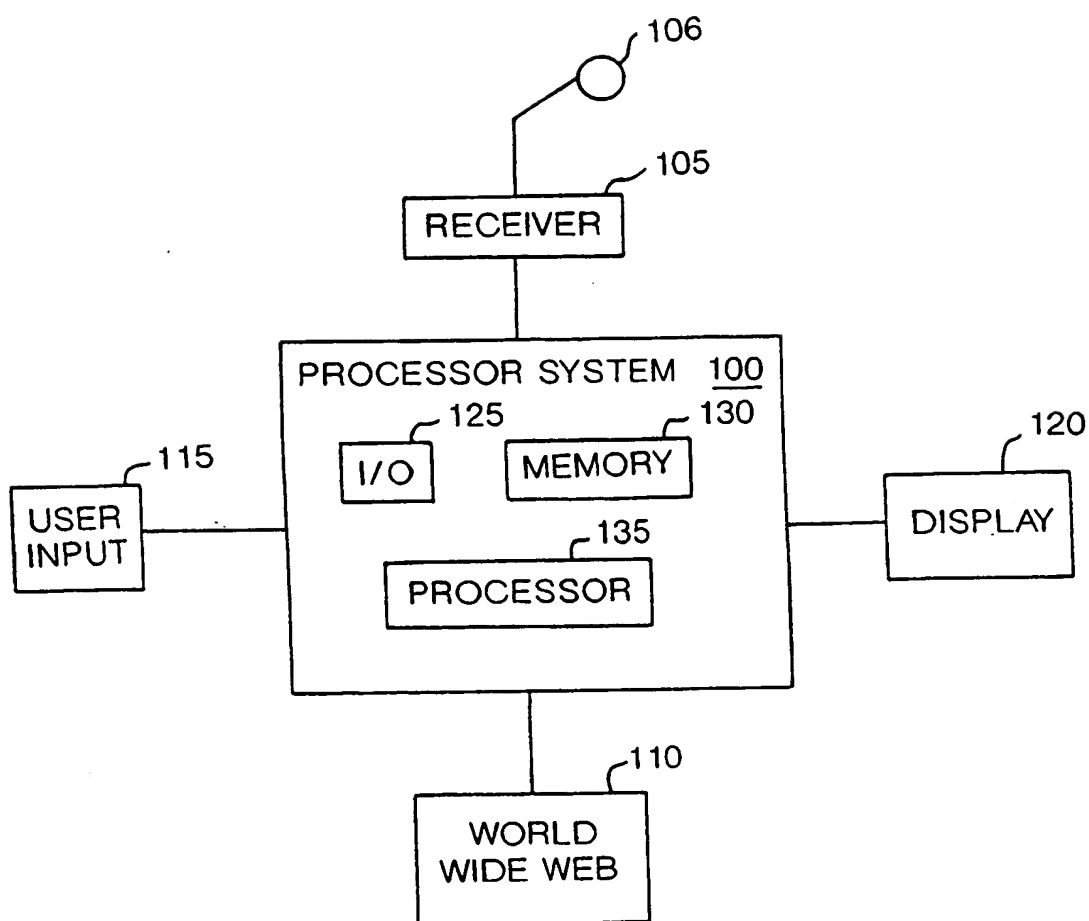 106
105
RECEIVER
PROCESSOR SYSTEM 100
125
130
I/O
MEMORY
115
USER
INPUT
120
DISPLAY
135
PROCESSOR
110
WORLD
WIDE WEB